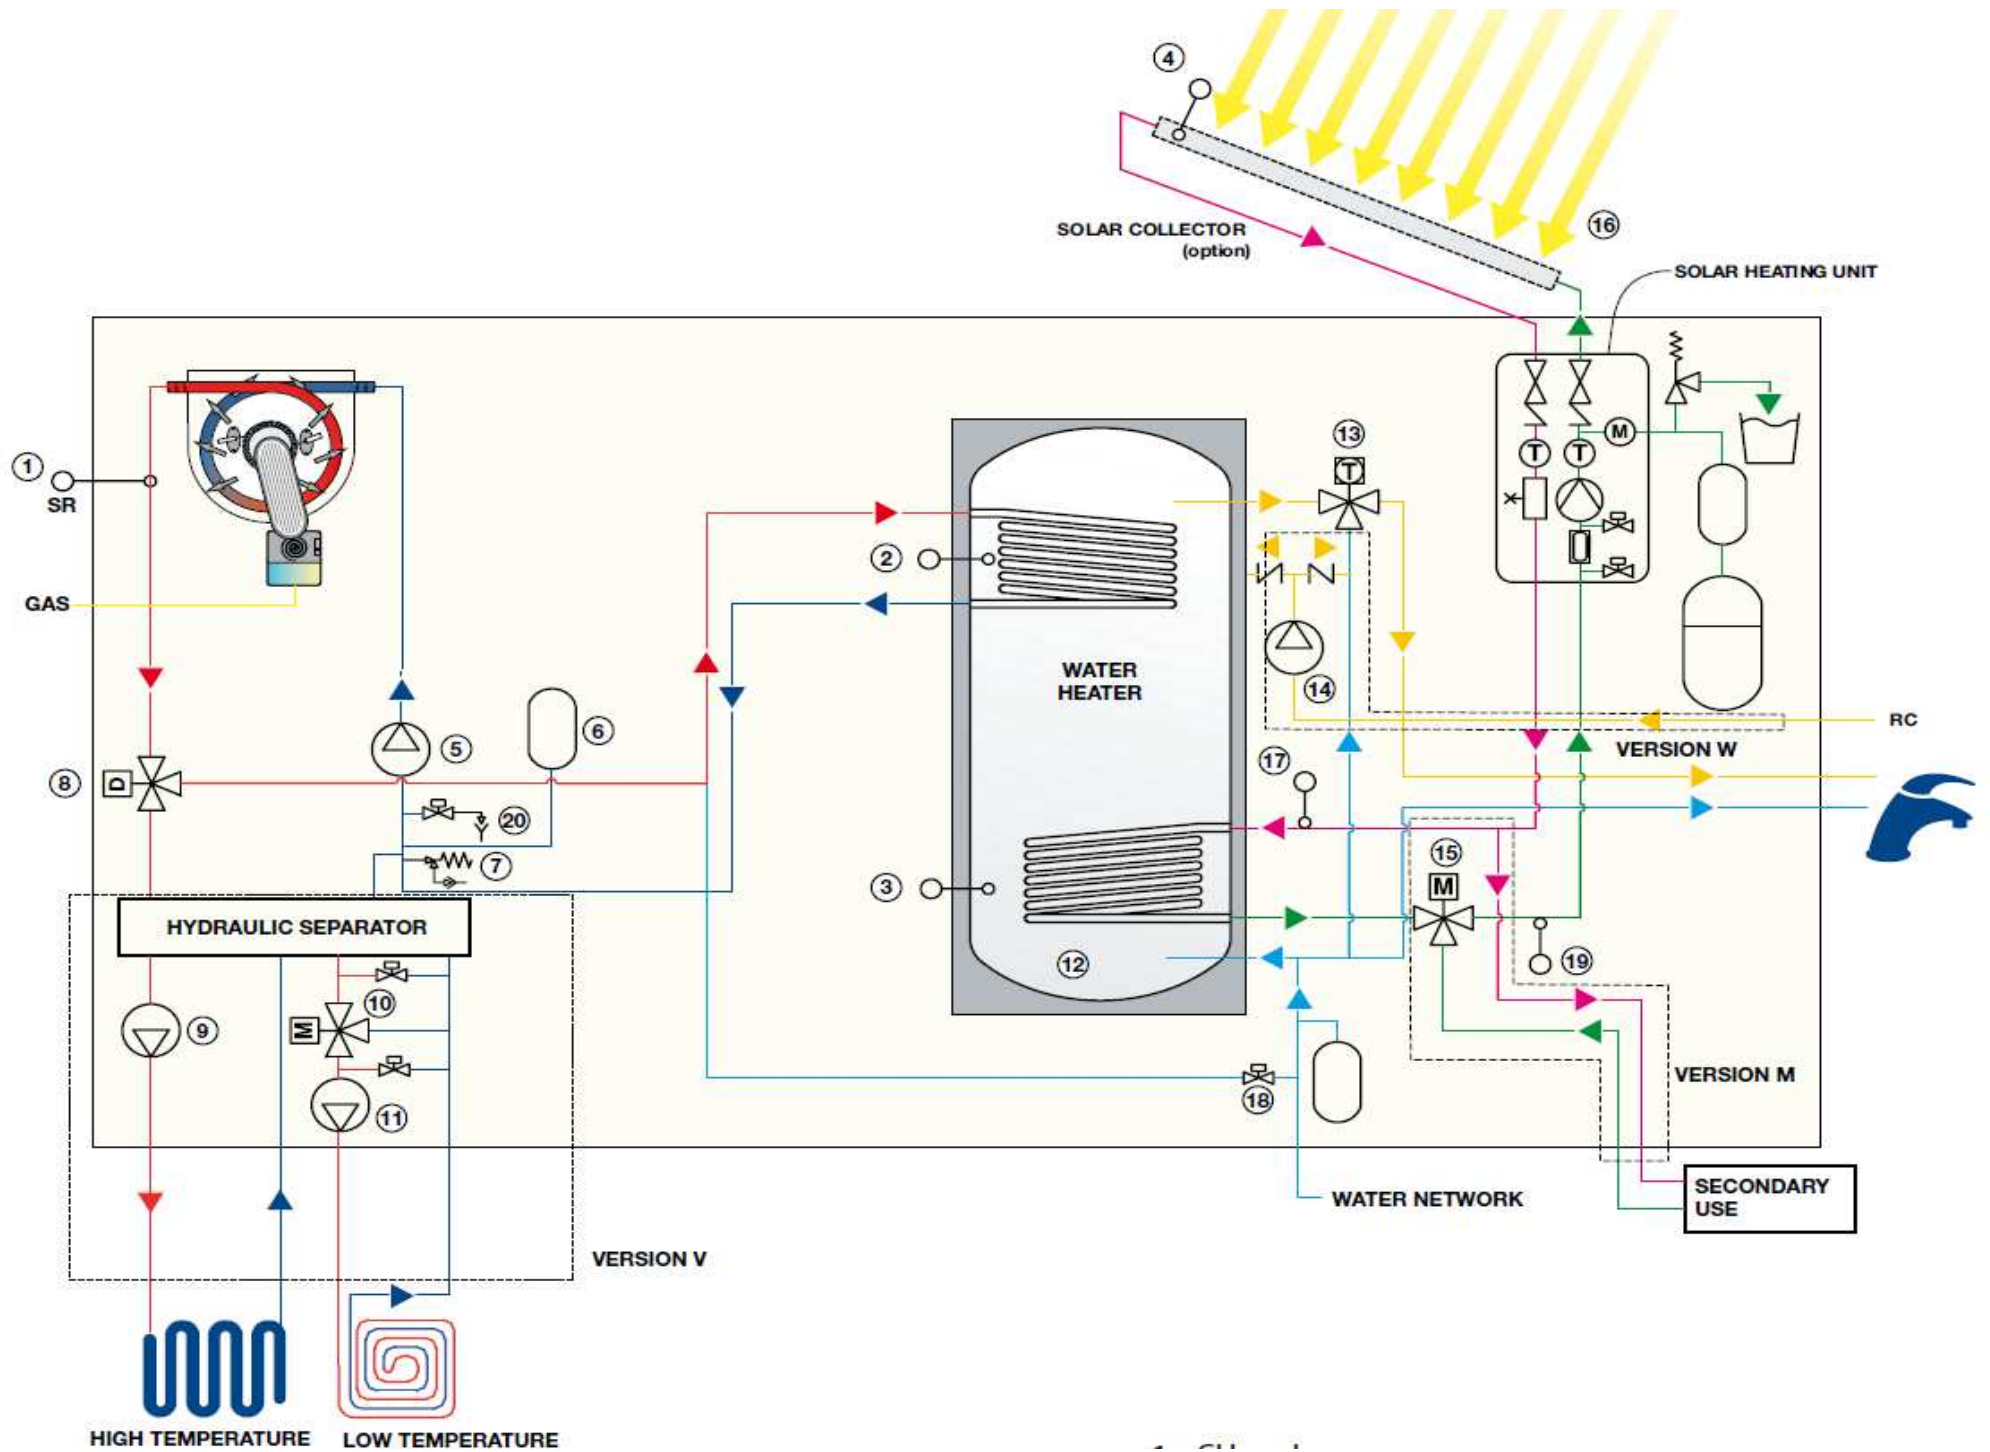 4
16
SOLAR COLLECTOR
(option)
SOLAR HEATING UNIT
1
SR
GAS
13
T
M
T
T
2
WATER
HEATER
14
RC
VERSION W
5
6
8
D
17
20
7
15
M
3
HYDRAULIC SEPARATOR
12
19
10
M
9
11
18
VERSION M
WATER NETWORK
SECONDARY
USE
VERSION V
HIGH TEMPERATURE
LOW TEMPERATURE